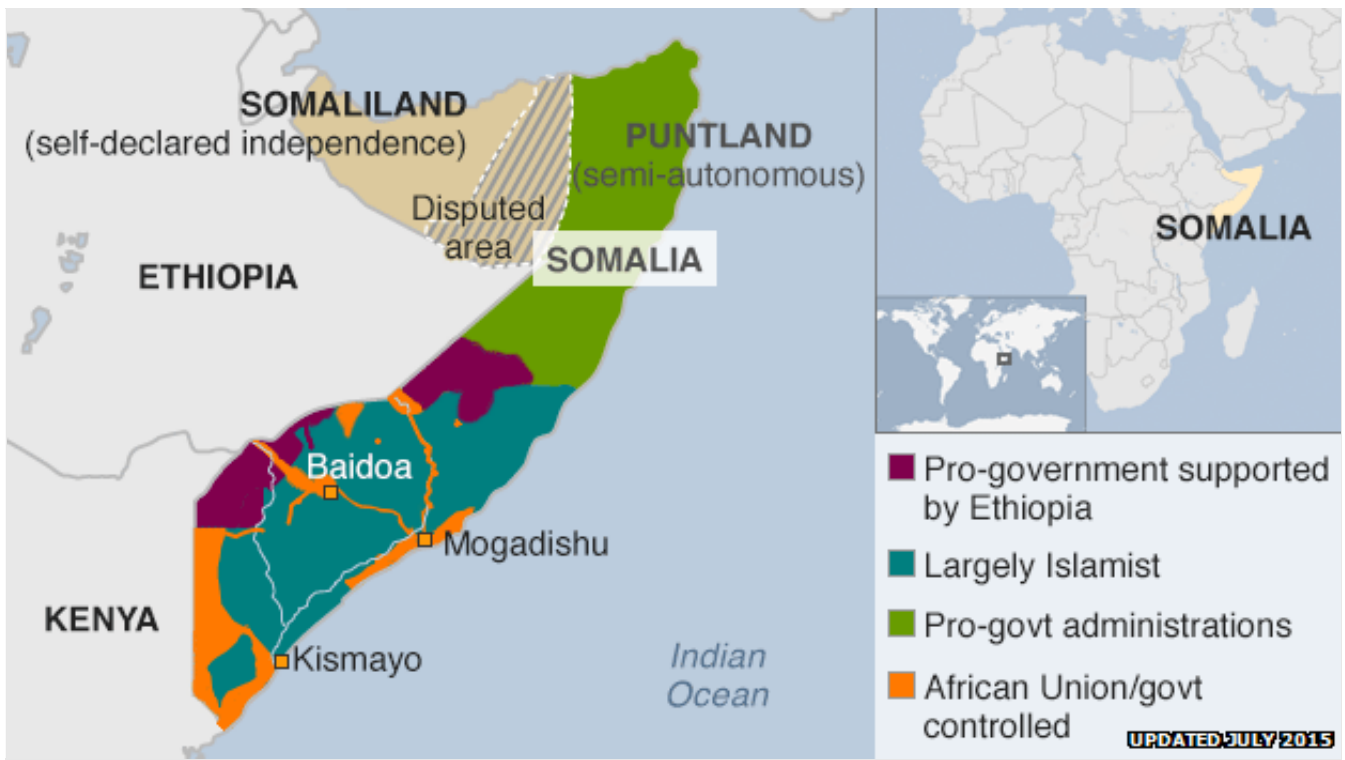 SOMALILAND
(self-declared independence)
PUNTLAND
(semi-autonomous)
Disputed
area
SOMALIA
ETHIOPIA
Baidoa
Mogadishu
KENYA
Kismayo
Indian
Ocean
SOMALIA
Pro-government supported
by Ethiopia
Largely Islamist
Pro-govt administrations
African Union/govt
controlled
UPDATED JULY 2015